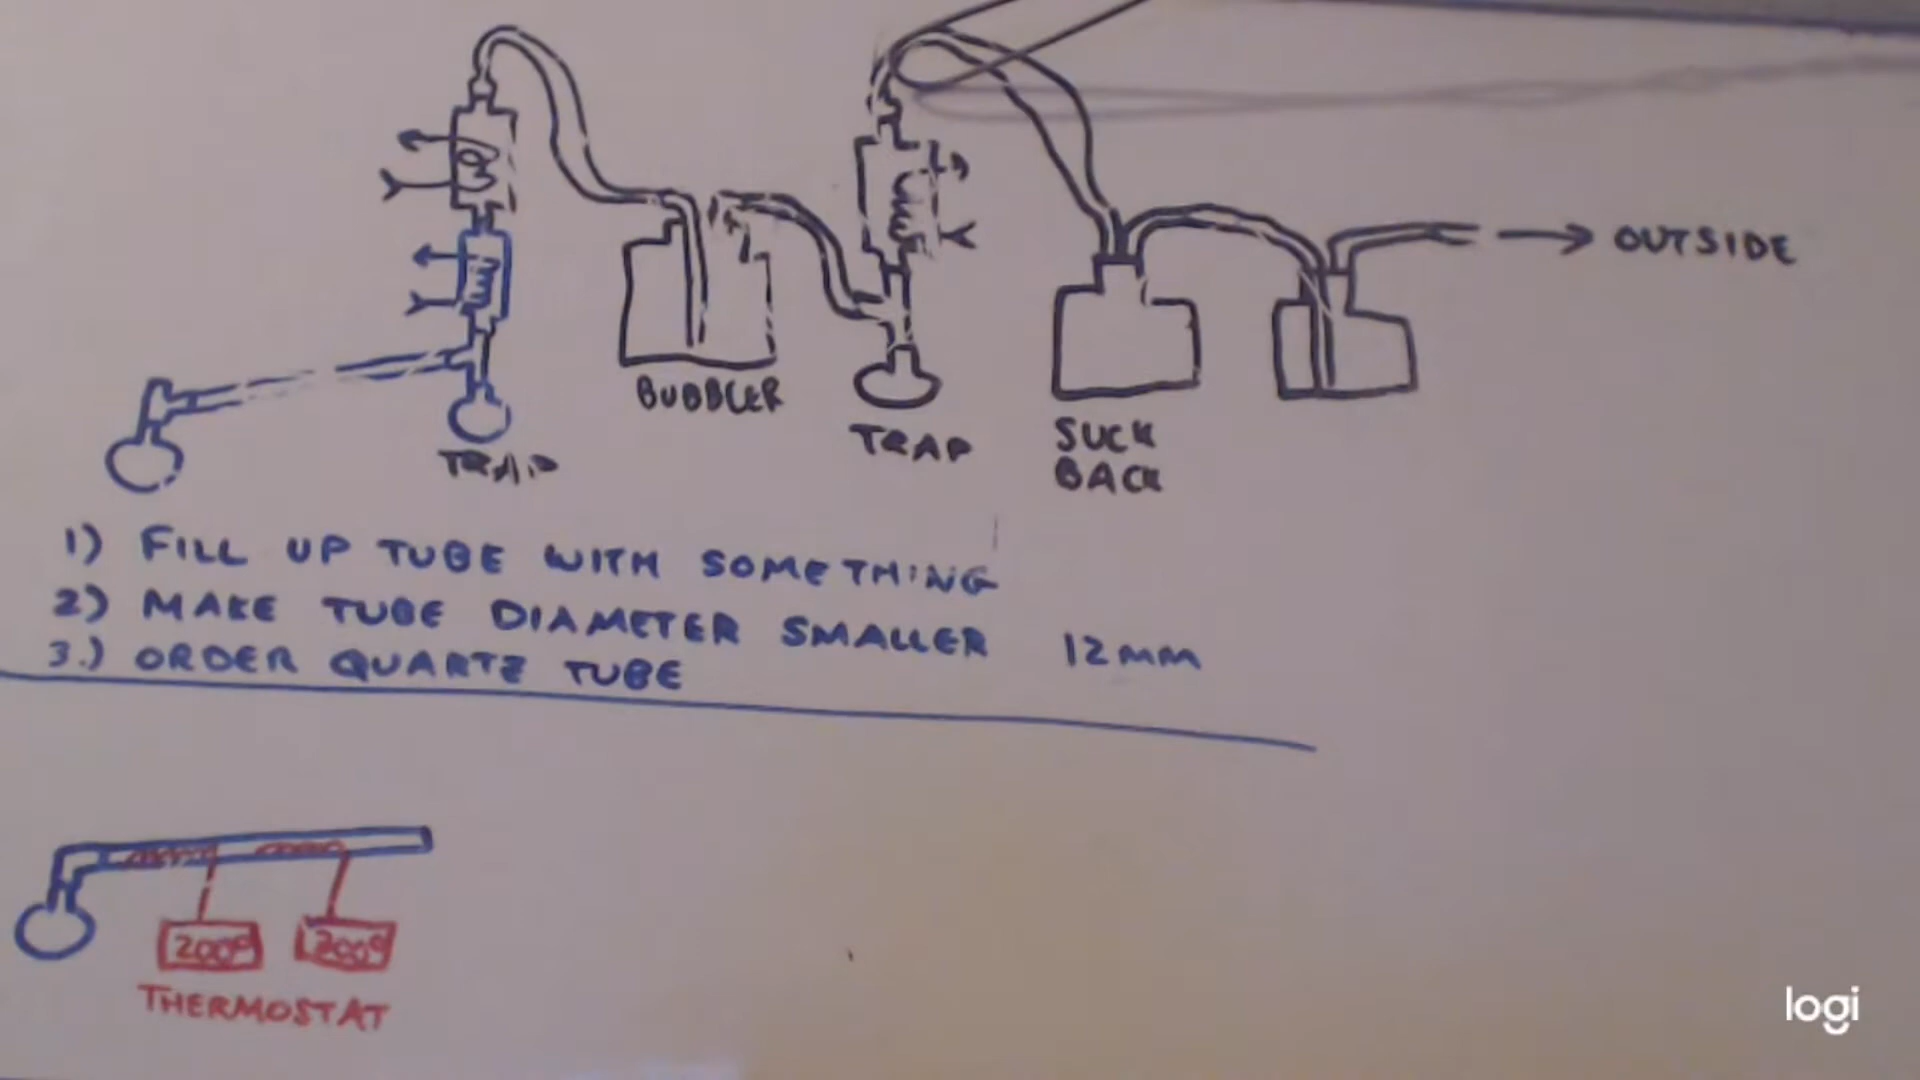 OUTSIDE
BUBBLER
TRAP
TRAP
SUCK
BACK
1) FILL UP TUBE WITH SOMETHING
2) MAKE TUBE DIAMETER SMALLER 12MM
3.) ORDER QUARTZ TUBE
200° 200°
THERMOSTAT
logi